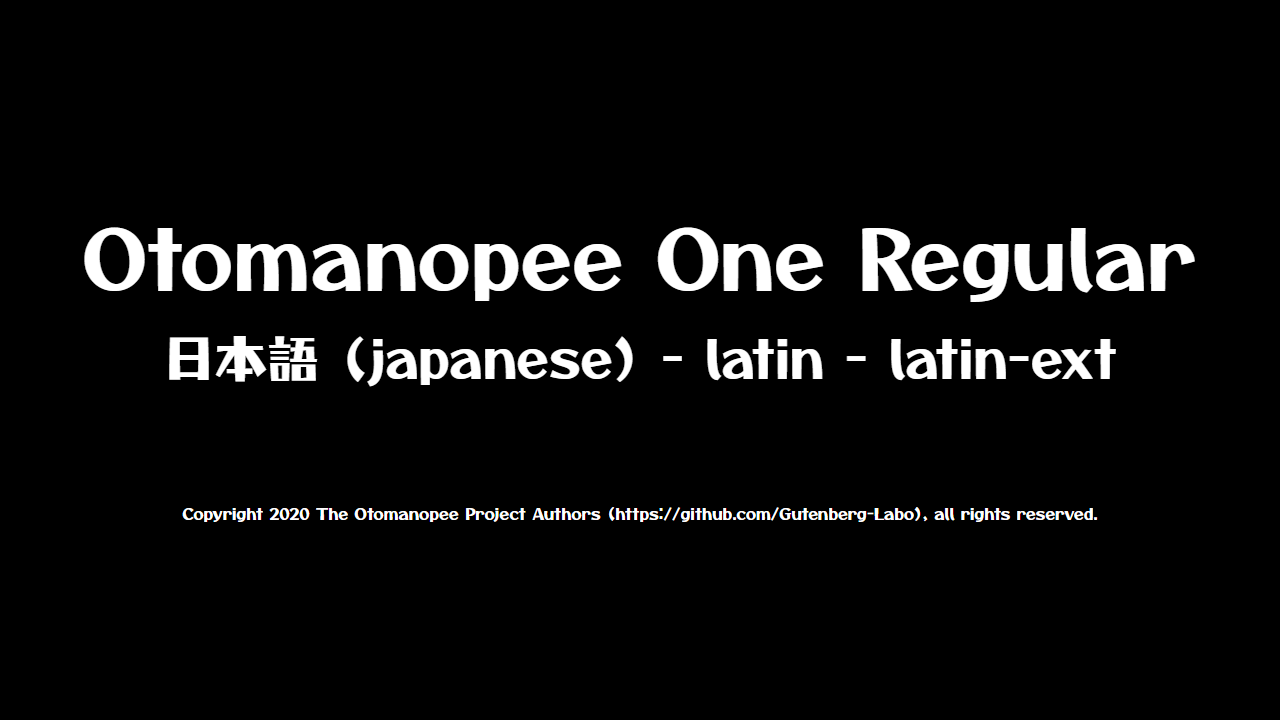 Otomanopee One Regular
日本語 (japanese) - latin - latin-ext
Copyright 2020 The Otomanopee Project Authors (https://github.com/Gutenberg-Labo), all rights reserved.